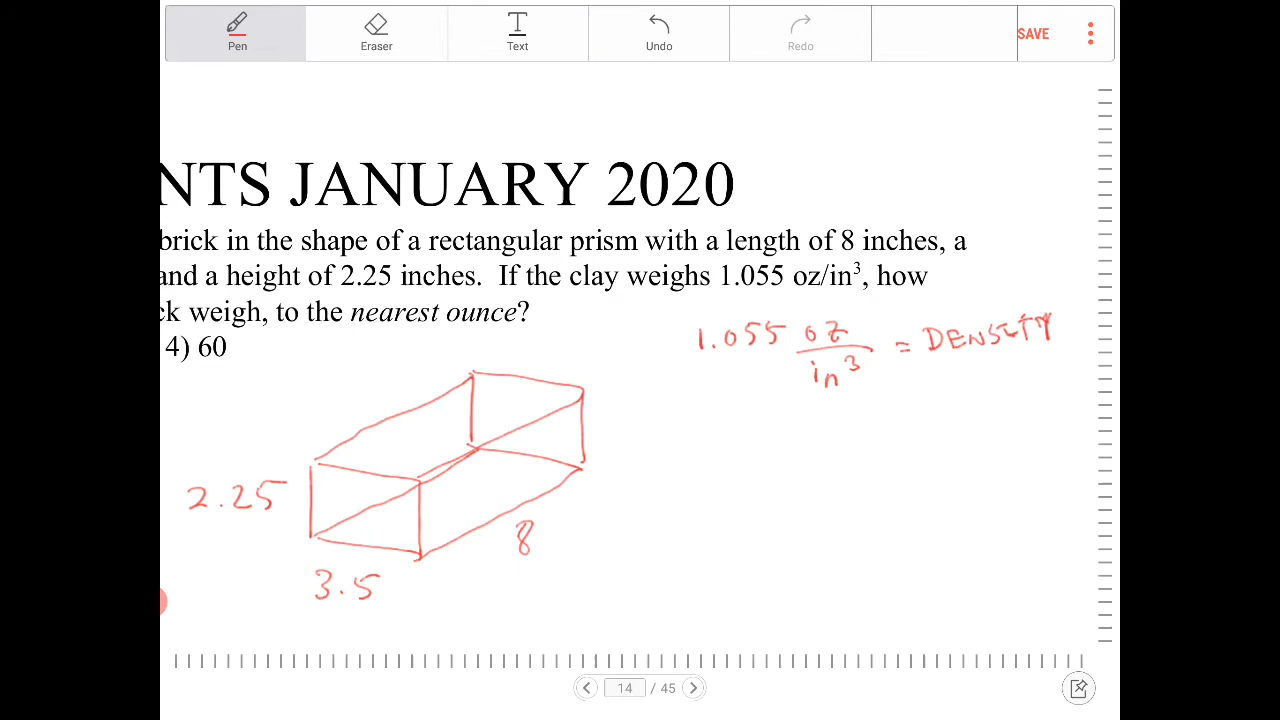 Pen Eraser Text Undo Redo SAVE
NTS JANUARY 2020
brick in the shape of a rectangular prism with a length of 8 inches, a
and a height of 2.25 inches. If the clay weighs 1.055 oz/in³, how
ck weigh, to the nearest ounce?
4) 60
1.055 oz/in³ = DENSITY
2.25
8
3.5
14 / 45